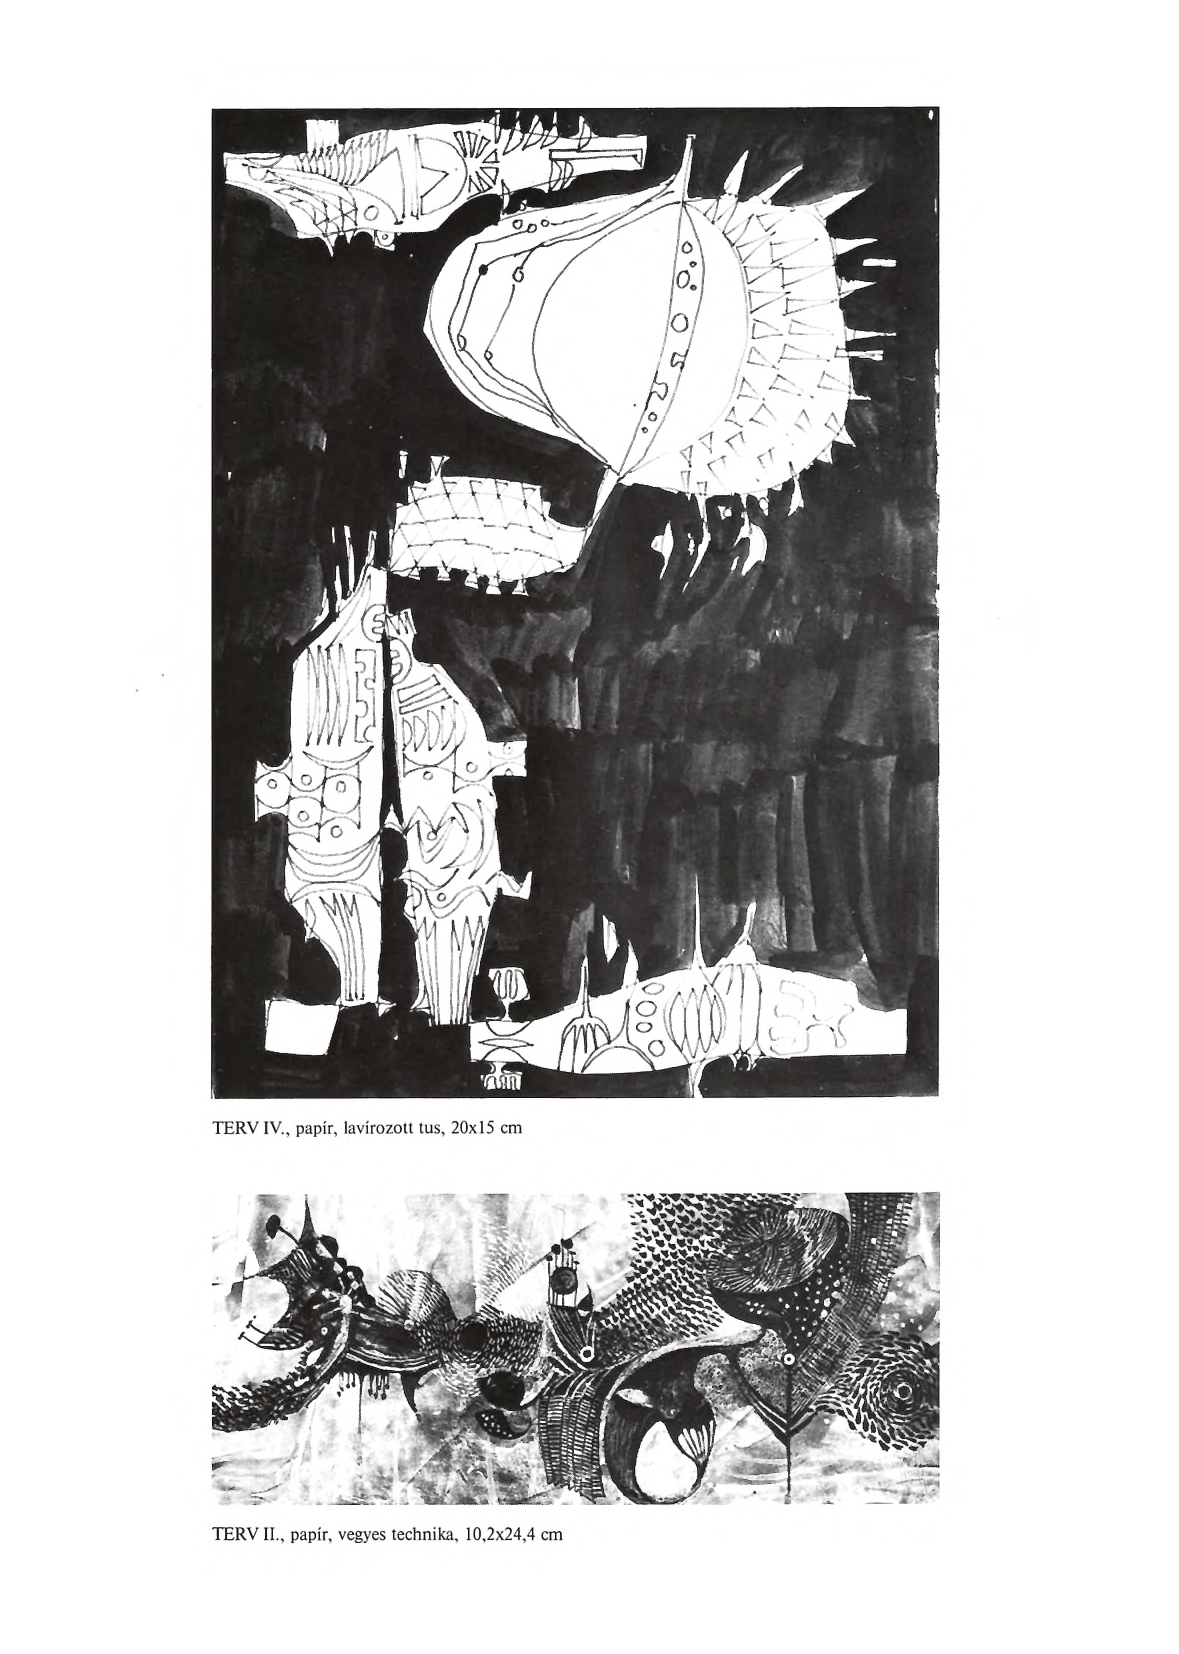 TERV IV., papír, lavírozott tus, 20x15 cm
TERV II., papír, vegyes technika, 10,2x24,4 cm